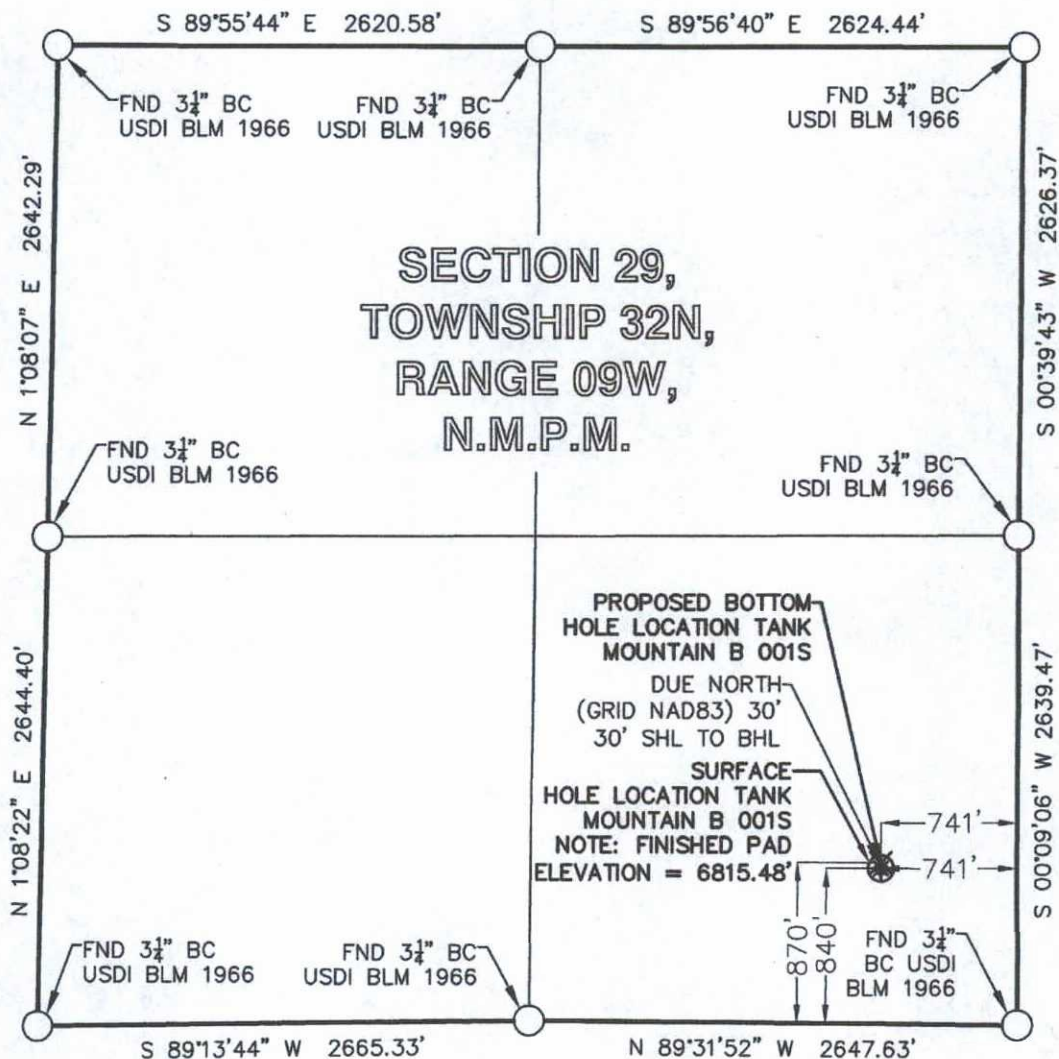 S 89°55'44" E 2620.58'
S 89°56'40" E 2624.44'
FND 3¼" BC
USDI BLM 1966
FND 3¼" BC
USDI BLM 1966
FND 3¼" BC
USDI BLM 1966
N 1°08'07" E 2642.29'
S 00°39'43" W 2626.37'
SECTION 29,
TOWNSHIP 32N,
RANGE 09W,
N.M.P.M.
FND 3¼" BC
USDI BLM 1966
FND 3¼" BC
USDI BLM 1966
PROPOSED BOTTOM
HOLE LOCATION TANK
MOUNTAIN B 001S
DUE NORTH
(GRID NAD83) 30'
30' SHL TO BHL
SURFACE
HOLE LOCATION TANK
MOUNTAIN B 001S
NOTE: FINISHED PAD
ELEVATION = 6815.48'
741'
741'
870'
840'
N 1°08'22" E 2644.40'
S 00°09'06" W 2639.47'
FND 3¼" BC
USDI BLM 1966
FND 3¼" BC
USDI BLM 1966
FND 3¼"
BC USDI
BLM 1966
S 89°13'44" W 2665.33'
N 89°31'52" W 2647.63'